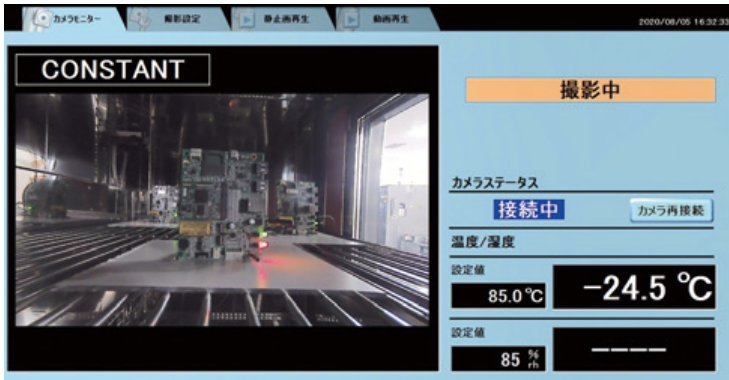 カメラモニター
撮影設定
静止画再生
動画再生
2020/08/05 16:32:33
CONSTANT
撮影中
カメラステータス
接続中
カメラ再接続
温度/湿度
設定値
85.0℃
-24.5 ℃
設定値
85 %rh
----